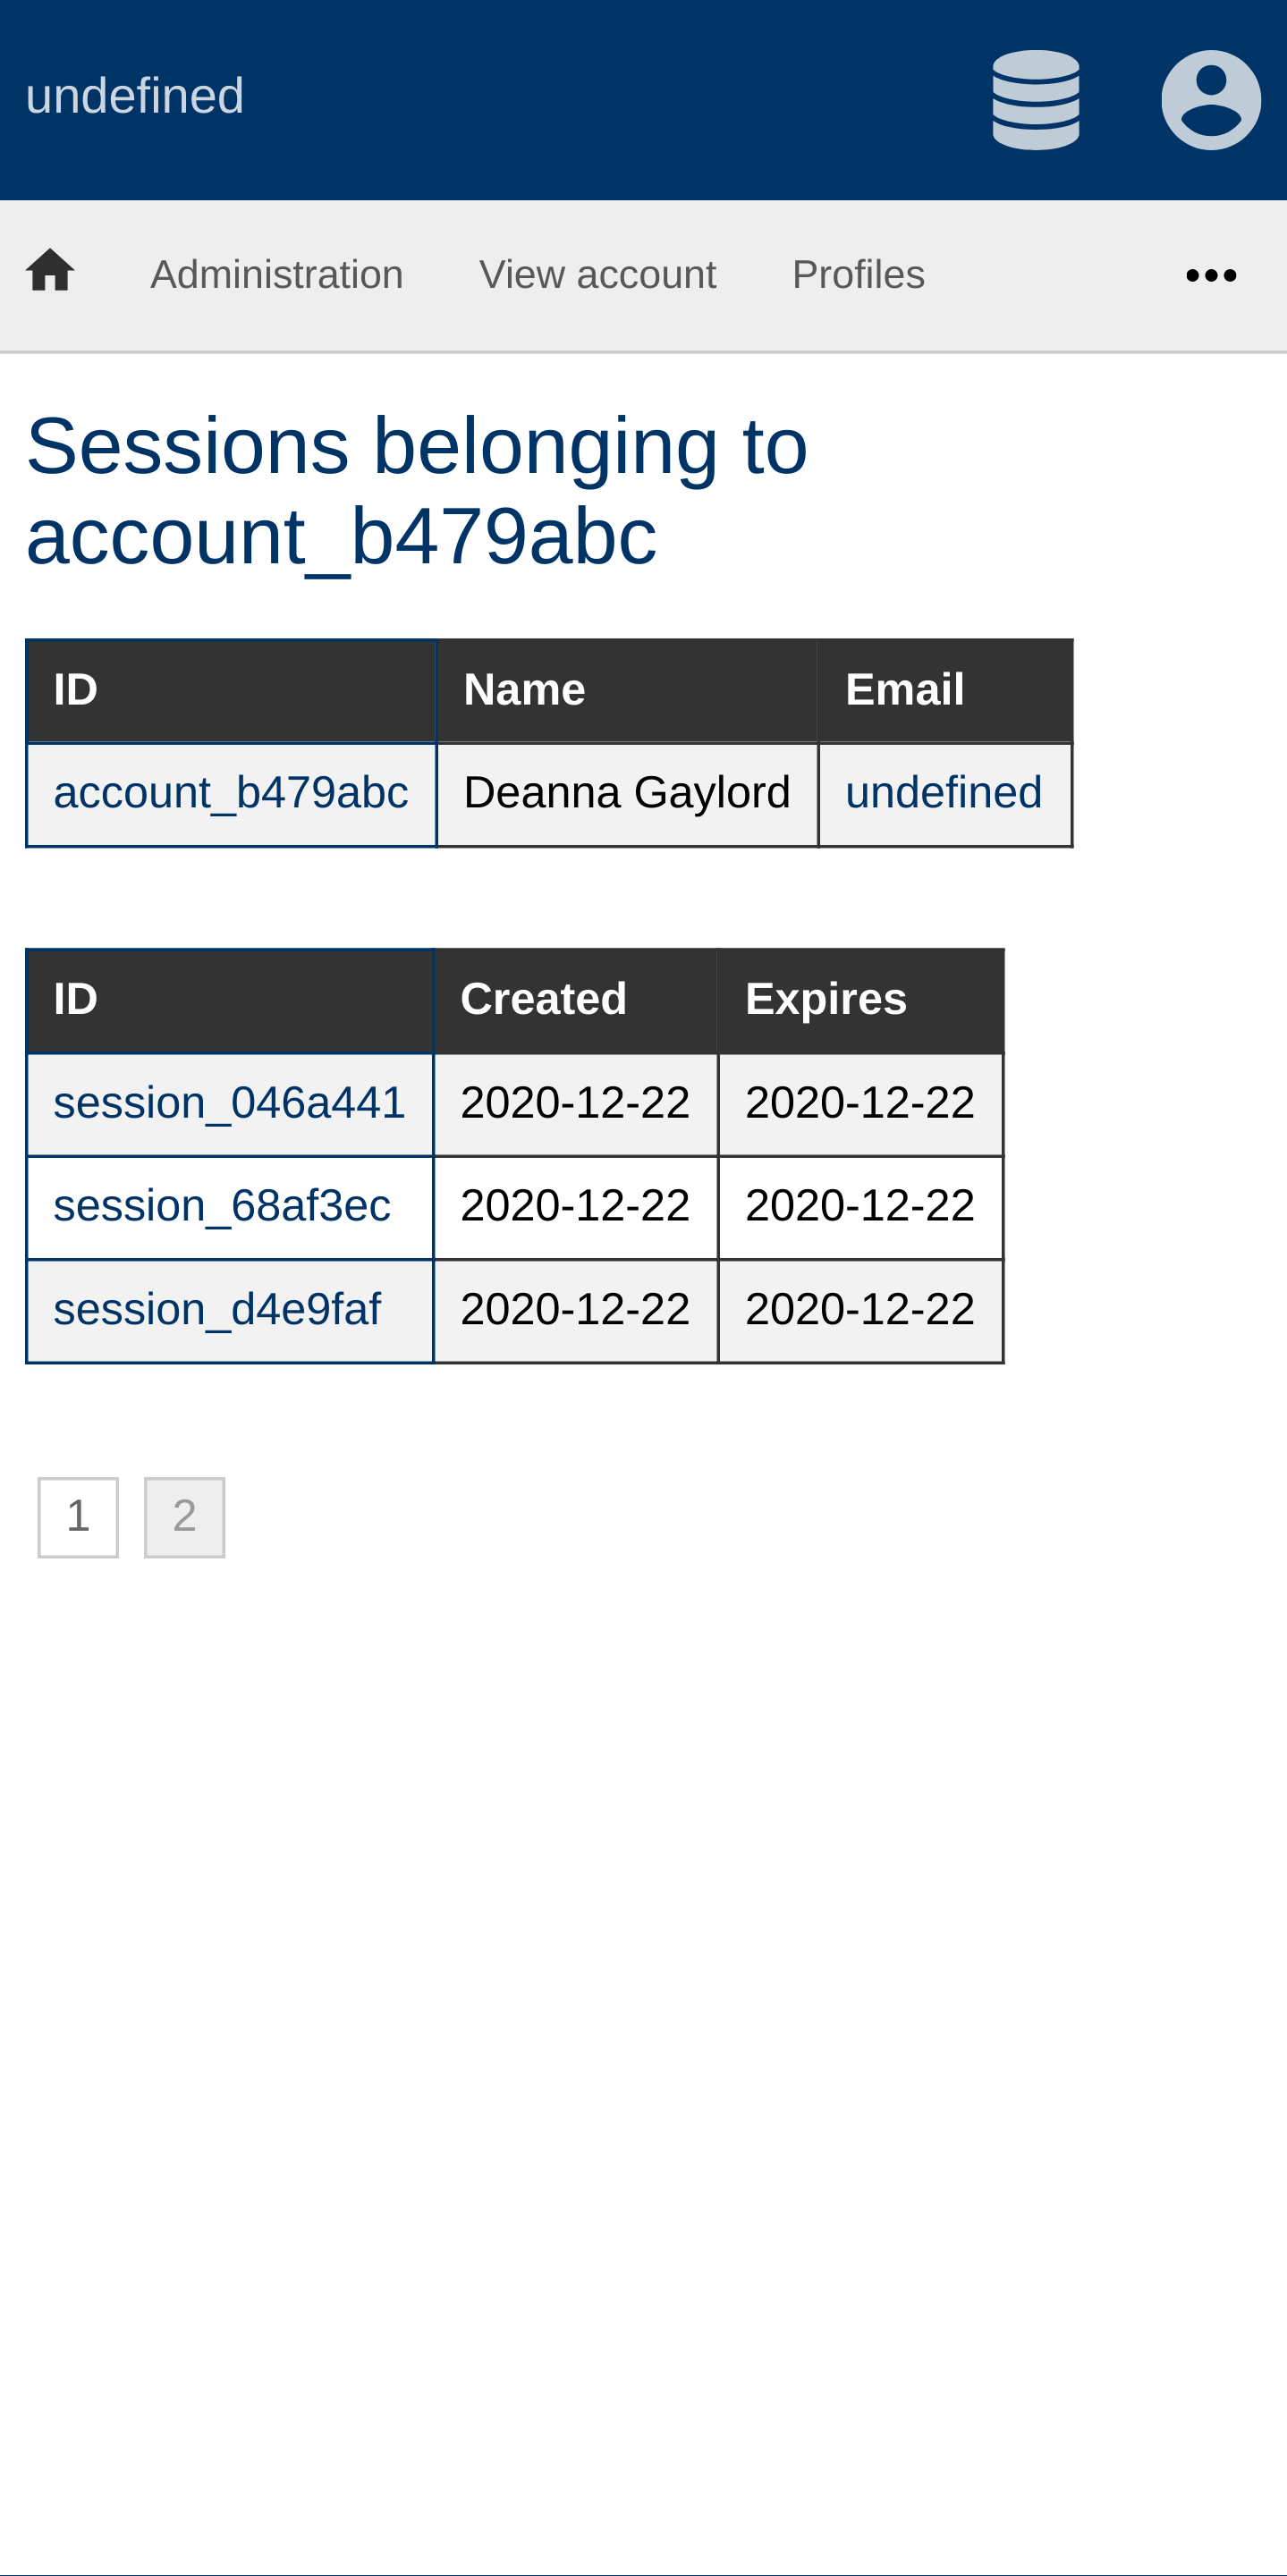 undefined
Administration View account Profiles
Sessions belonging to
account_b479abc
ID Name Email
account_b479abc Deanna Gaylord undefined
ID Created Expires
session_046a441 2020-12-22 2020-12-22
session_68af3ec 2020-12-22 2020-12-22
session_d4e9faf 2020-12-22 2020-12-22
1 2